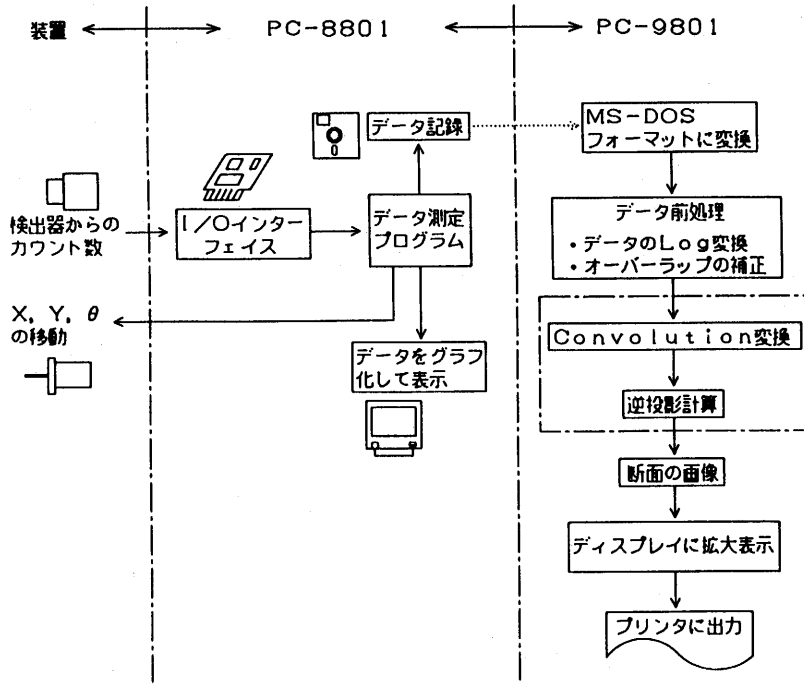 装置
PC-8801
PC-9801
検出器からの
カウント数
I/Oインター
フェイス
データ測定
プログラム
データ記録
X, Y, θ
の移動
データをグラフ
化して表示
MS-DOS
フォーマットに変換
データ前処理
・データのLog変換
・オーバーラップの補正
Convolution変換
逆投影計算
断面の画像
ディスプレイに拡大表示
プリンタに出力